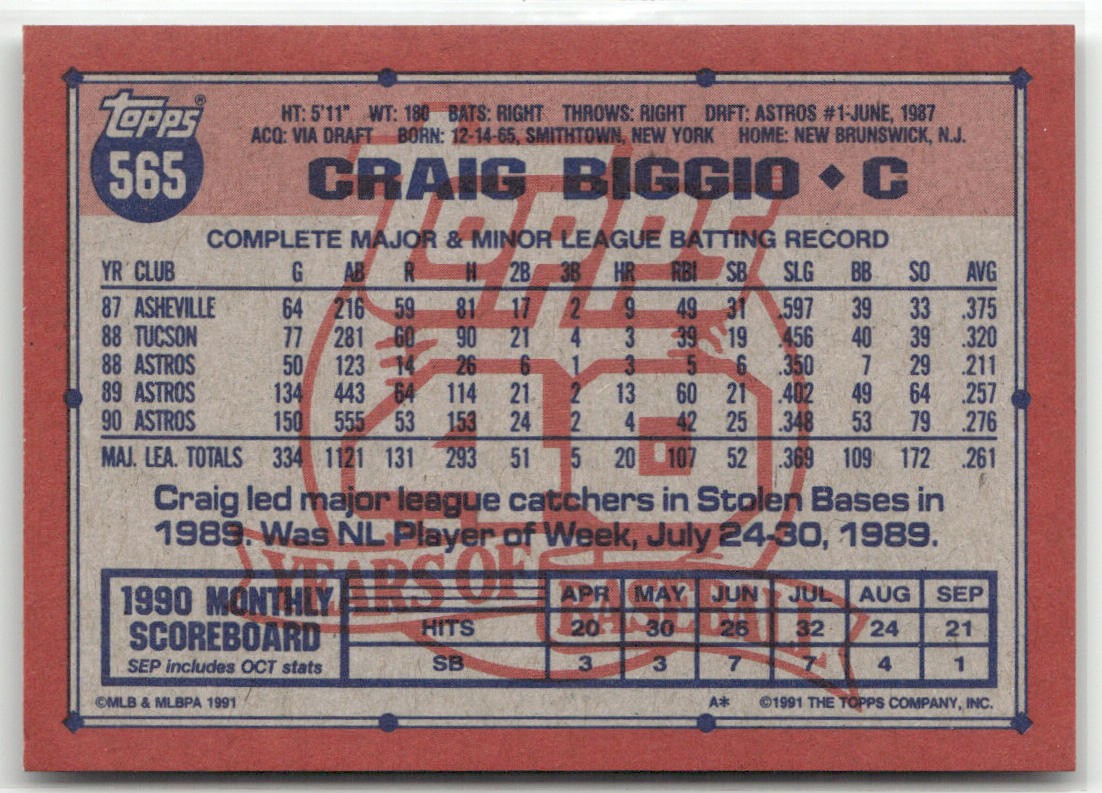 Topps®
565
HT: 5'11" WT: 180 BATS: RIGHT THROWS: RIGHT DRFT: ASTROS #1-JUNE, 1987
ACQ: VIA DRAFT BORN: 12-14-65, SMITHTOWN, NEW YORK HOME: NEW BRUNSWICK, N.J.
CRAIG BIGGIO ◆ C
Topps
40
YEARS OF BASEBALL
COMPLETE MAJOR & MINOR LEAGUE BATTING RECORD
YR CLUB G AB R H 2B 3B HR RBI SB SLG BB SO AVG
87 ASHEVILLE 64 216 59 81 17 2 9 49 31 .597 39 33 .375
88 TUCSON 77 281 60 90 21 4 3 39 19 .456 40 39 .320
88 ASTROS 50 123 14 26 6 1 3 5 6 .350 7 29 .211
89 ASTROS 134 443 64 114 21 2 13 60 21 .402 49 64 .257
90 ASTROS 150 555 53 153 24 2 4 42 25 .348 53 79 .276
MAJ. LEA. TOTALS 334 1121 131 293 51 5 20 107 52 .369 109 172 .261
Craig led major league catchers in Stolen Bases in
1989. Was NL Player of Week, July 24-30, 1989.
1990 MONTHLY
SCOREBOARD
SEP includes OCT stats
APR MAY JUN JUL AUG SEP
HITS 20 30 26 32 24 21
SB 3 3 7 7 4 1
©MLB & MLBPA 1991 A* ©1991 THE TOPPS COMPANY, INC.